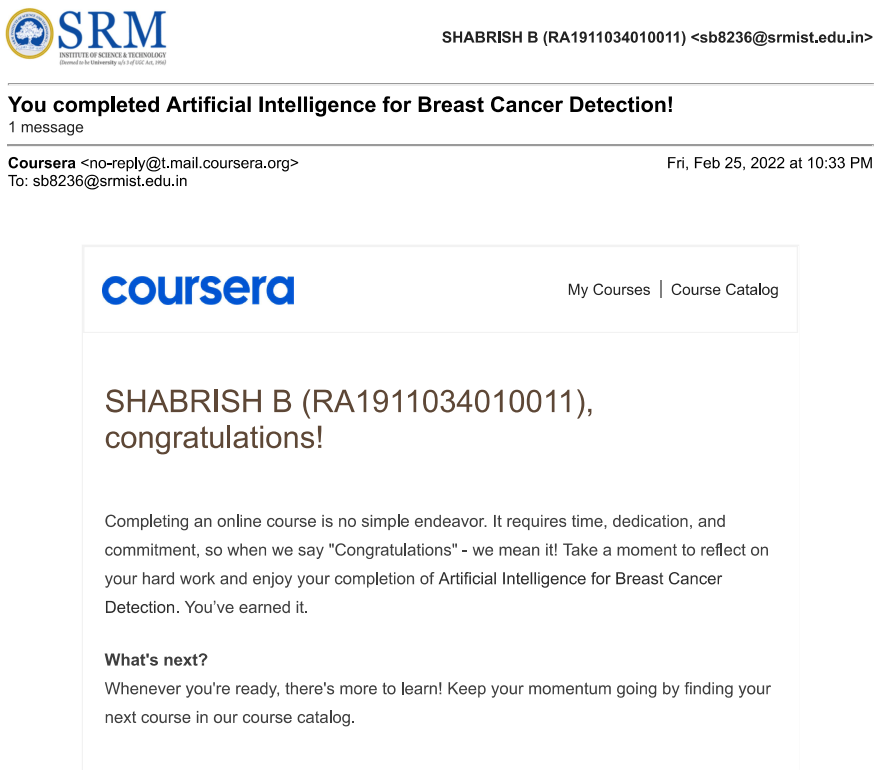 SRM
INSTITUTE OF SCIENCE & TECHNOLOGY
(Deemed to be University u/s 3 of UGC Act, 1956)
SHABRISH B (RA1911034010011) <sb8236@srmist.edu.in>
You completed Artificial Intelligence for Breast Cancer Detection!
1 message
Coursera <no-reply@t.mail.coursera.org>
Fri, Feb 25, 2022 at 10:33 PM
To: sb8236@srmist.edu.in
coursera
My Courses | Course Catalog
SHABRISH B (RA1911034010011),
congratulations!
Completing an online course is no simple endeavor. It requires time, dedication, and
commitment, so when we say "Congratulations" - we mean it! Take a moment to reflect on
your hard work and enjoy your completion of Artificial Intelligence for Breast Cancer
Detection. You’ve earned it.
What's next?
Whenever you're ready, there's more to learn! Keep your momentum going by finding your
next course in our course catalog.